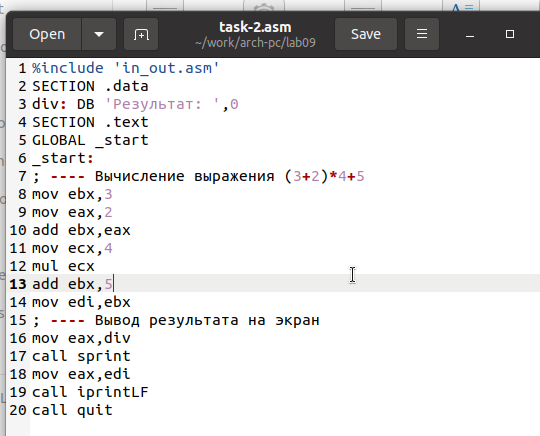 Open
task-2.asm
~/work/arch-pc/lab09
Save
1 %include 'in_out.asm'
2 SECTION .data
3 div: DB 'Результат: ',0
4 SECTION .text
5 GLOBAL _start
6 _start:
7 ; ---- Вычисление выражения (3+2)*4+5
8 mov ebx,3
9 mov eax,2
10 add ebx,eax
11 mov ecx,4
12 mul ecx
13 add ebx,5
14 mov edi,ebx
15 ; ---- Вывод результата на экран
16 mov eax,div
17 call sprint
18 mov eax,edi
19 call iprintLF
20 call quit